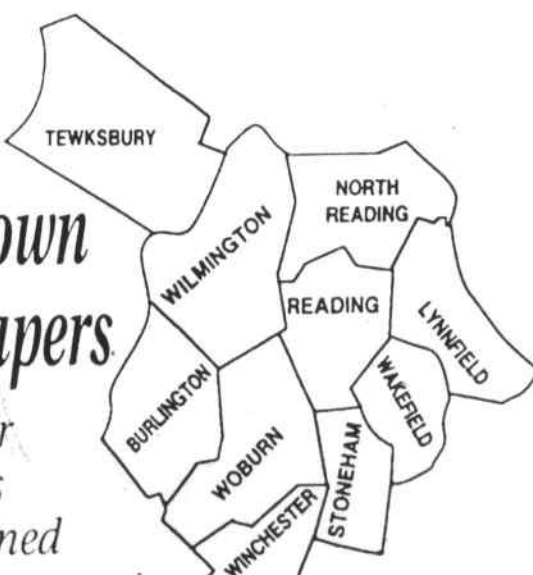 TEWKSBURY
NORTH
READING
WILMINGTON
READING
LYNNFIELD
WAKEFIELD
BURLINGTON
WOBURN
STONEHAM
WINCHESTER
own
apers
r
s
ned